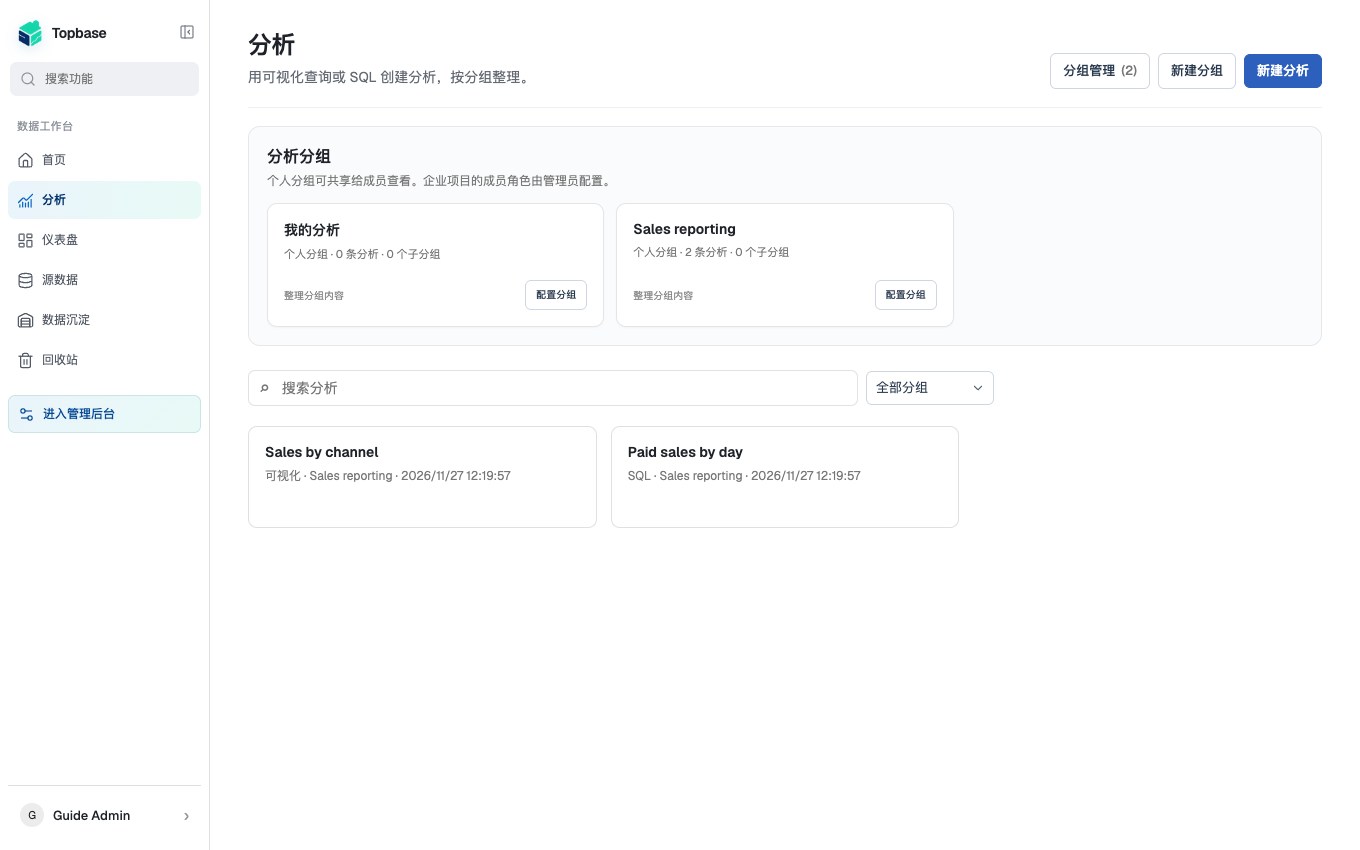 Topbase
搜索功能
数据工作台
首页
分析
仪表盘
源数据
数据沉淀
回收站
进入管理后台
G Guide Admin
分析
用可视化查询或 SQL 创建分析，按分组整理。
分组管理 (2) 新建分组 新建分析
分析分组
个人分组可共享给成员查看。企业项目的成员角色由管理员配置。
我的分析
个人分组 · 0 条分析 · 0 个子分组
整理分组内容 配置分组
Sales reporting
个人分组 · 2 条分析 · 0 个子分组
整理分组内容 配置分组
搜索分析 全部分组
Sales by channel
可视化 · Sales reporting · 2026/11/27 12:19:57
Paid sales by day
SQL · Sales reporting · 2026/11/27 12:19:57